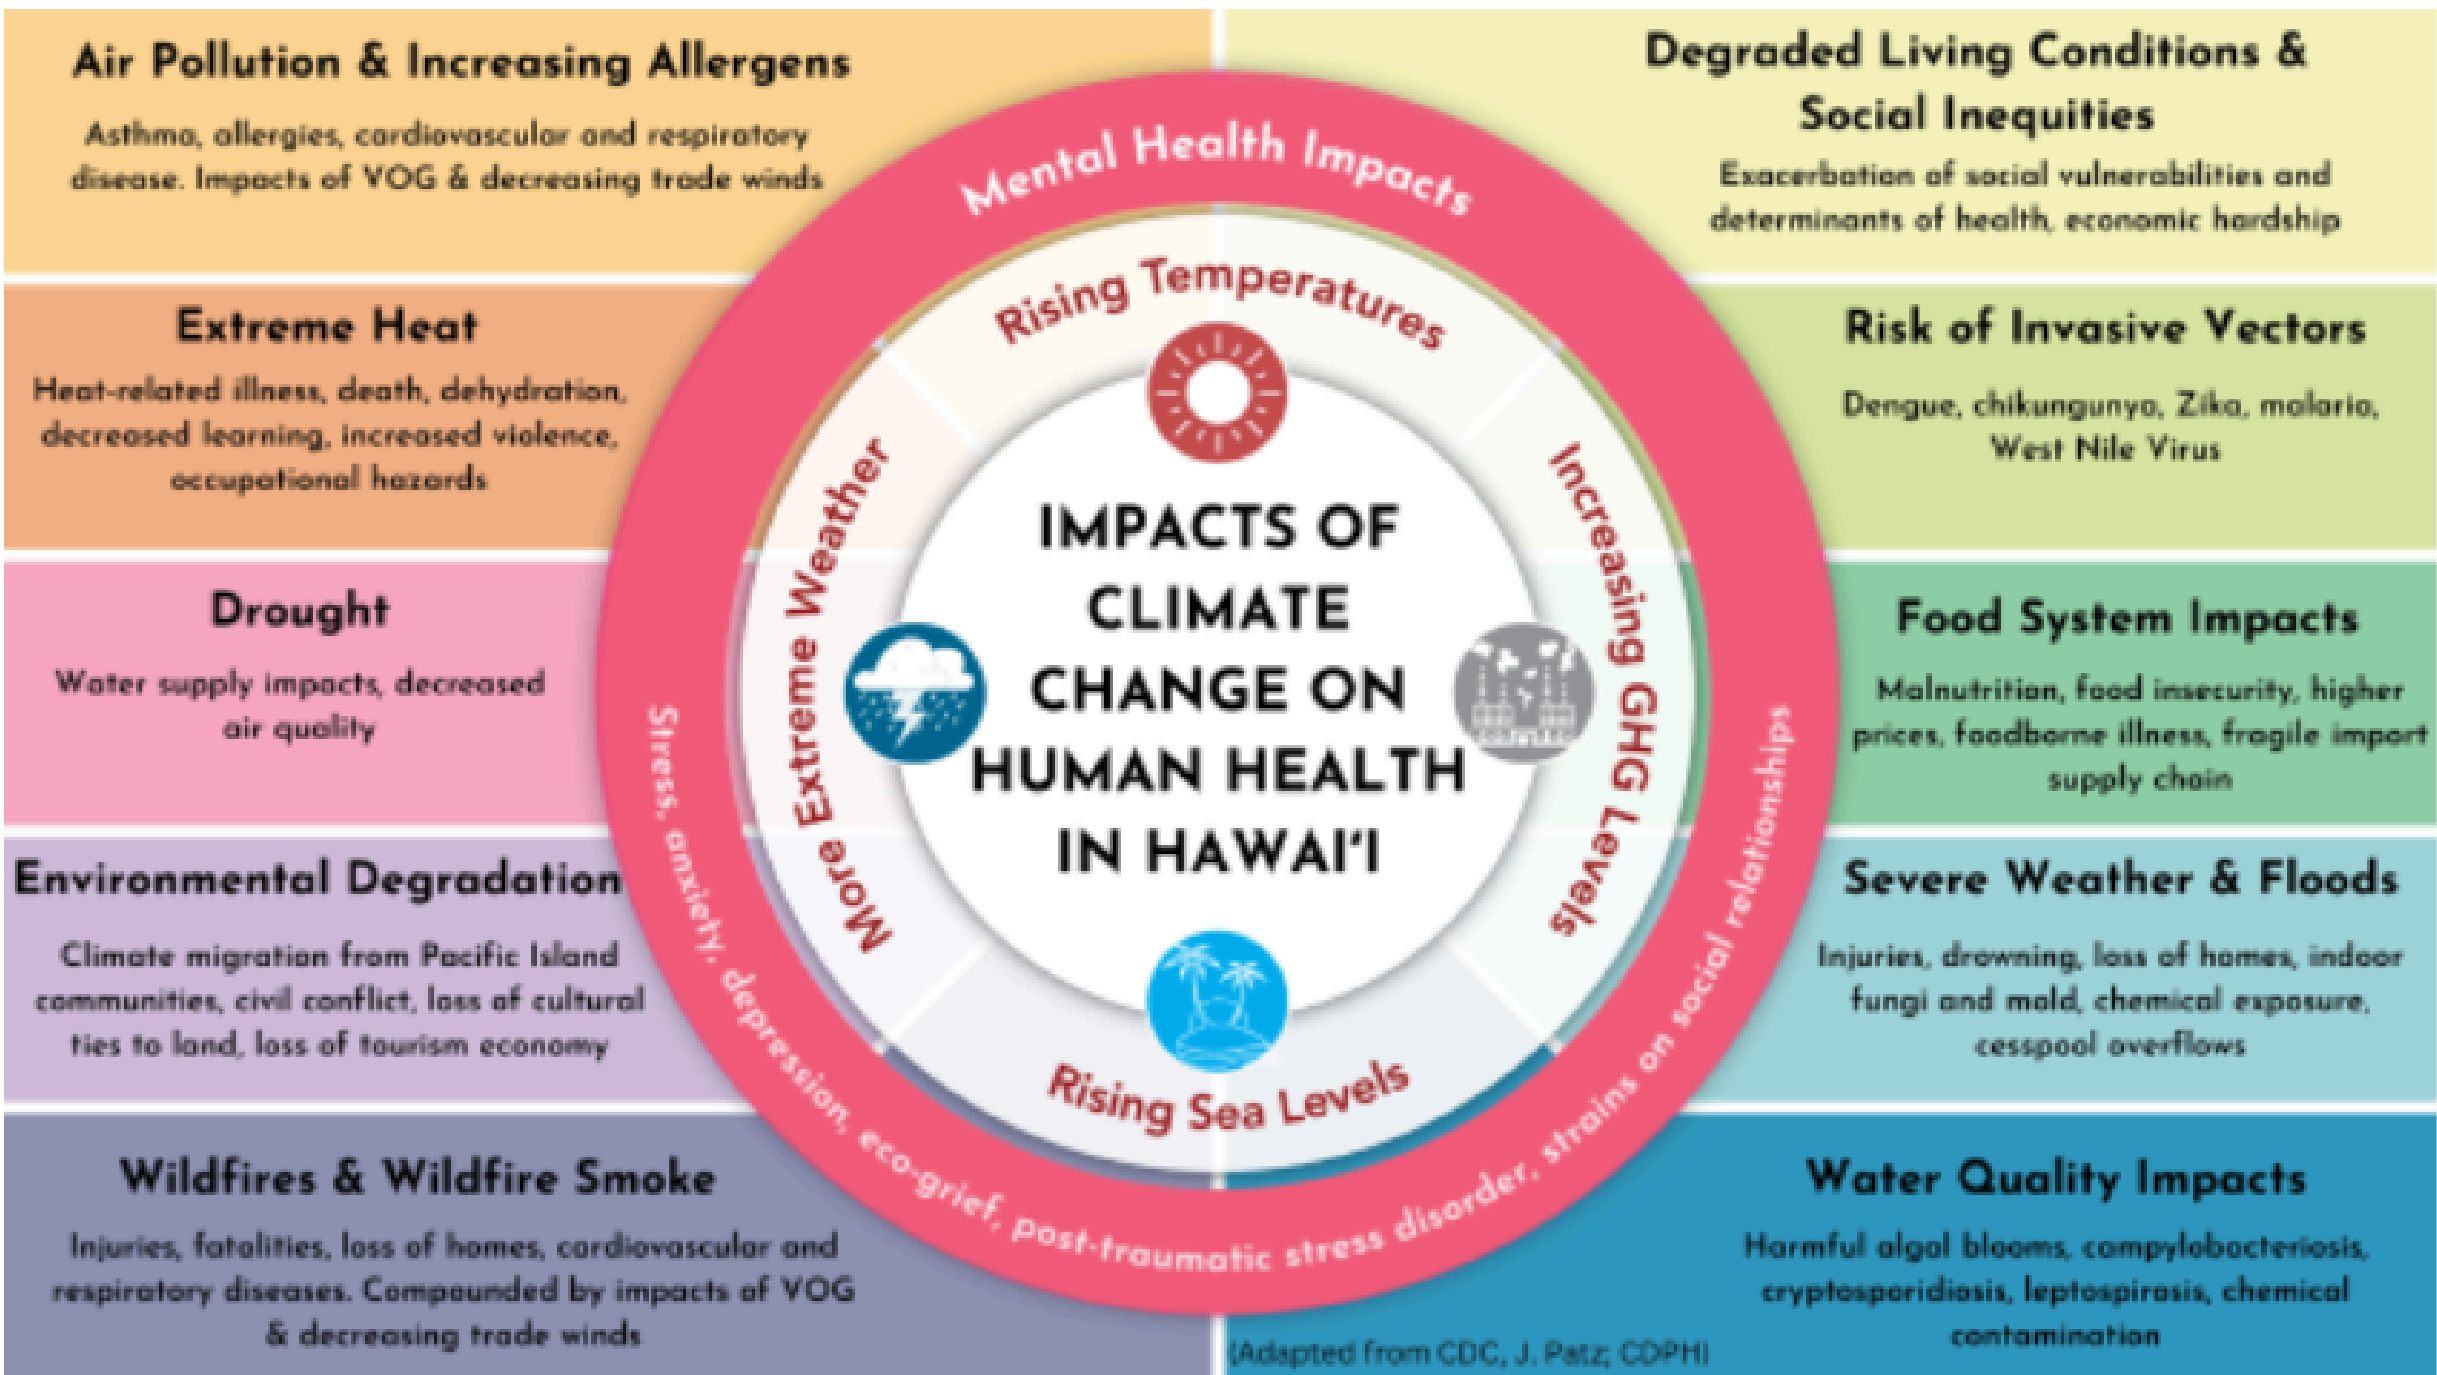 Air Pollution & Increasing Allergens
Asthma, allergies, cardiovascular and respiratory
disease. Impacts of VOG & decreasing trade winds
Extreme Heat
Heat-related illness, death, dehydration,
decreased learning, increased violence,
occupational hazards
Drought
Water supply impacts, decreased
air quality
Environmental Degradation
Climate migration from Pacific Island
communities, civil conflict, loss of cultural
ties to land, loss of tourism economy
Wildfires & Wildfire Smoke
Injuries, fatalities, loss of homes, cardiovascular and
respiratory diseases. Compounded by impacts of VOG
& decreasing trade winds
Mental Health Impacts
Stress, anxiety, depression, eco-grief, post-traumatic stress disorder, strains on social relationships
Rising Temperatures
More Extreme Weather
Increasing GHG Levels
Rising Sea Levels
IMPACTS OF
CLIMATE
CHANGE ON
HUMAN HEALTH
IN HAWAI‘I
Degraded Living Conditions &
Social Inequities
Exacerbation of social vulnerabilities and
determinants of health, economic hardship
Risk of Invasive Vectors
Dengue, chikungunya, Zika, malaria,
West Nile Virus
Food System Impacts
Malnutrition, food insecurity, higher
prices, foodborne illness, fragile import
supply chain
Severe Weather & Floods
Injuries, drowning, loss of homes, indoor
fungi and mold, chemical exposure,
cesspool overflows
Water Quality Impacts
Harmful algal blooms, campylobacteriosis,
cryptosporidiosis, leptospirosis, chemical
contamination
(Adapted from CDC, J. Patz; CDPH)